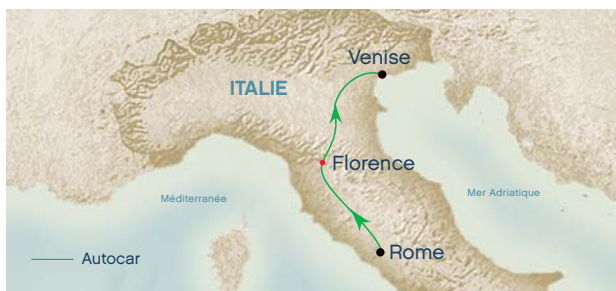 Venise
ITALIE
Florence
Méditerranée
Mer Adriatique
Rome
Autocar